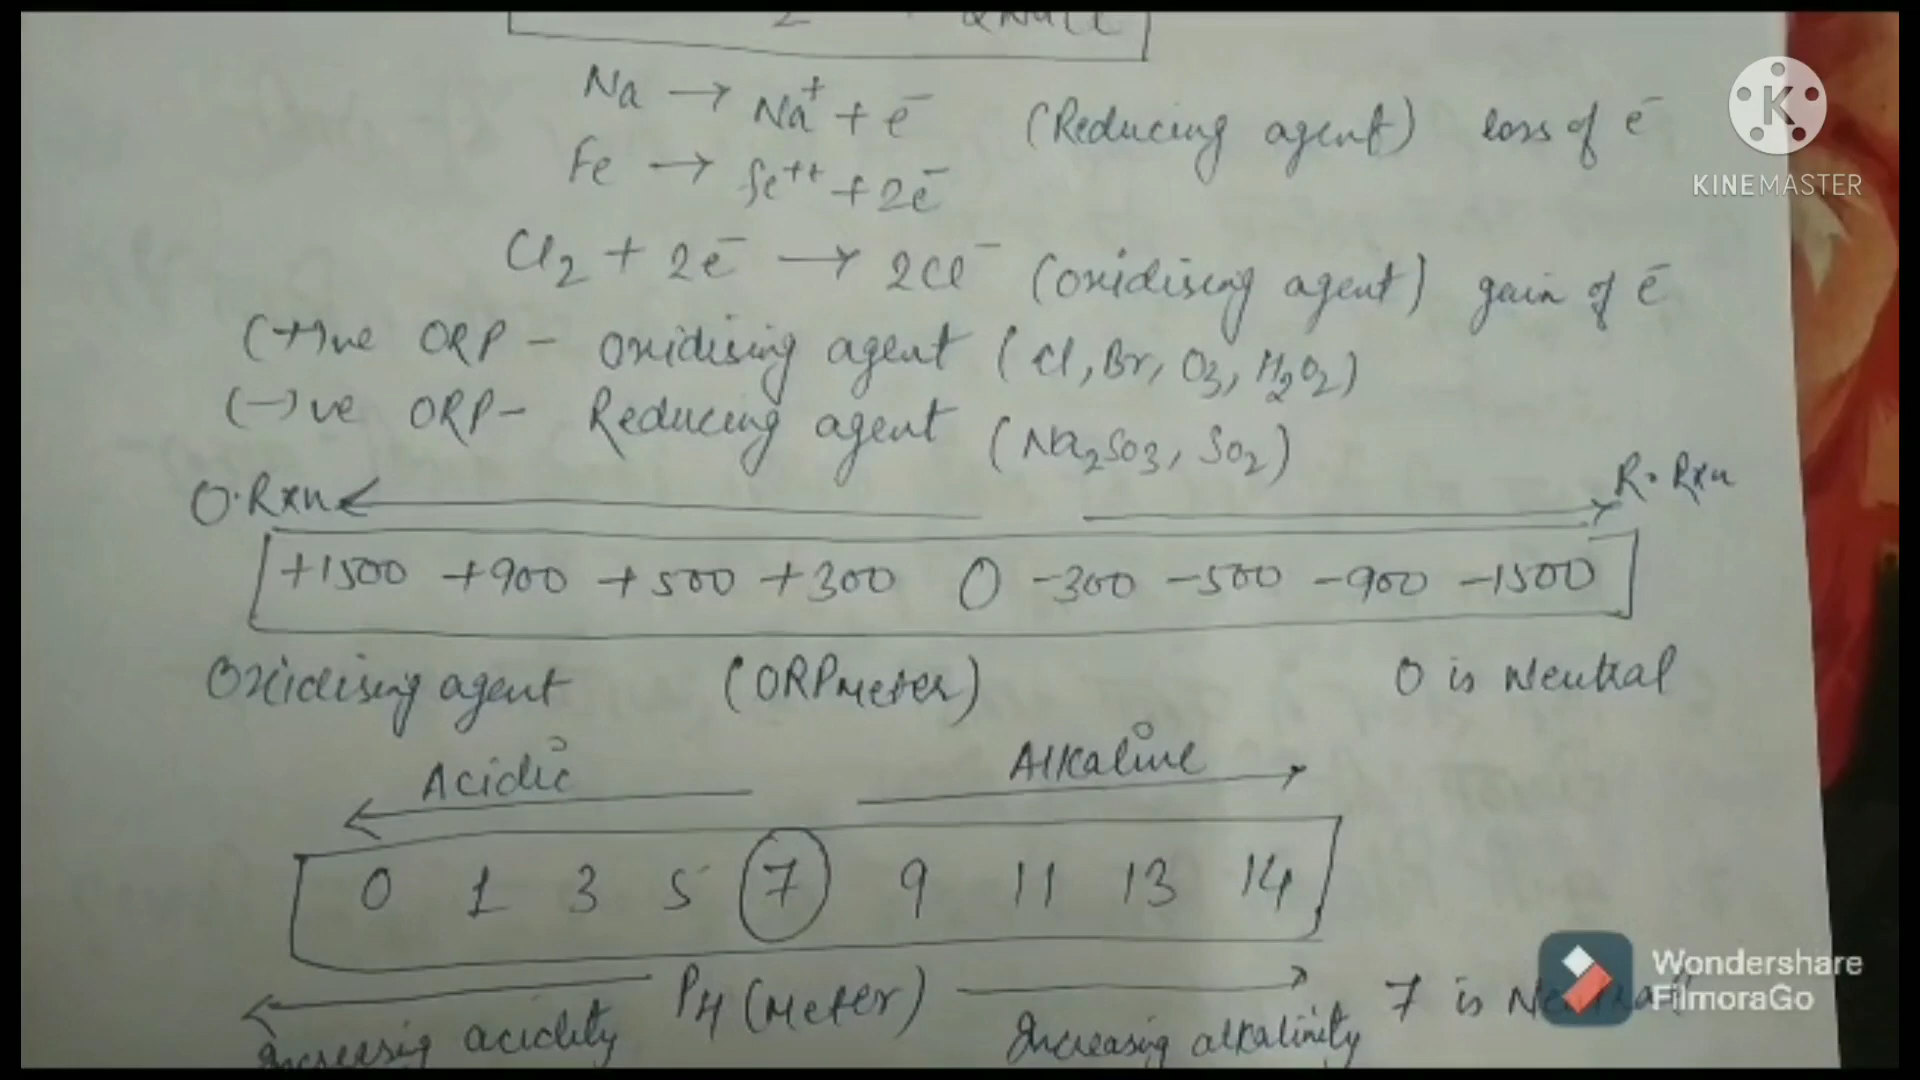 Na → Na⁺ + e⁻ (Reducing agent) loss of e⁻
Fe → Fe⁺⁺ + 2e⁻
Cl₂ + 2e⁻ → 2Cl⁻ (Oxidising agent) gain of e⁻
(+)ve ORP - Oxidising agent (Cl, Br, O₃, H₂O₂)
(-)ve ORP - Reducing agent (Na₂SO₃, SO₂)
O.Rxn ← → R.Rxn
+1500 +900 +500 +300 0 -300 -500 -900 -1500
Oxidising agent (ORP Meter) 0 is Neutral
Acidic Alkaline
0 1 3 5 7 9 11 13 14
PH (Meter) 7 is Neutral
Increasing acidity Increasing alkalinity
KINEMASTER
Wondershare
FilmoraGo